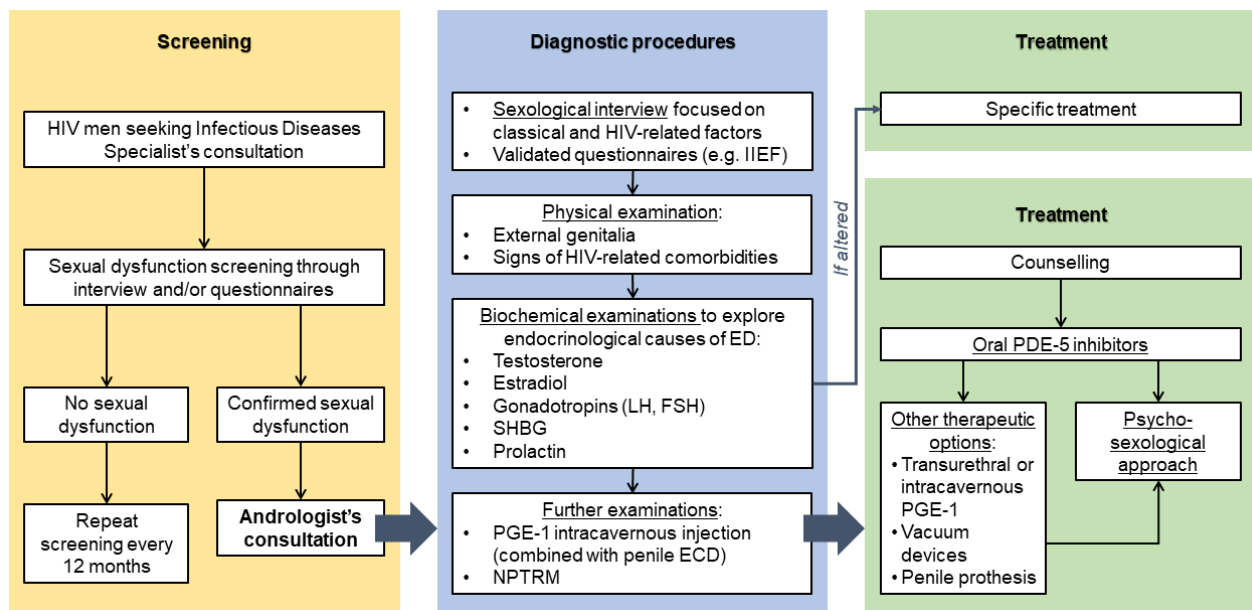 Screening
HIV men seeking Infectious Diseases
Specialist's consultation
Sexual dysfunction screening through
interview and/or questionnaires
No sexual
dysfunction
Confirmed sexual
dysfunction
Repeat
screening every
12 months
Andrologist's
consultation
Diagnostic procedures
• Sexological interview focused on
classical and HIV-related factors
• Validated questionnaires (e.g. IIEF)
Physical examination:
• External genitalia
• Signs of HIV-related comorbidities
Biochemical examinations to explore
endocrinological causes of ED:
• Testosterone
• Estradiol
• Gonadotropins (LH, FSH)
• SHBG
• Prolactin
Further examinations:
• PGE-1 intracavernous injection
(combined with penile ECD)
• NPTRM
If altered
Treatment
Specific treatment
Treatment
Counselling
Oral PDE-5 inhibitors
Other therapeutic
options:
• Transurethral or
intracavernous
PGE-1
• Vacuum
devices
• Penile prothesis
Psycho-
sexological
approach